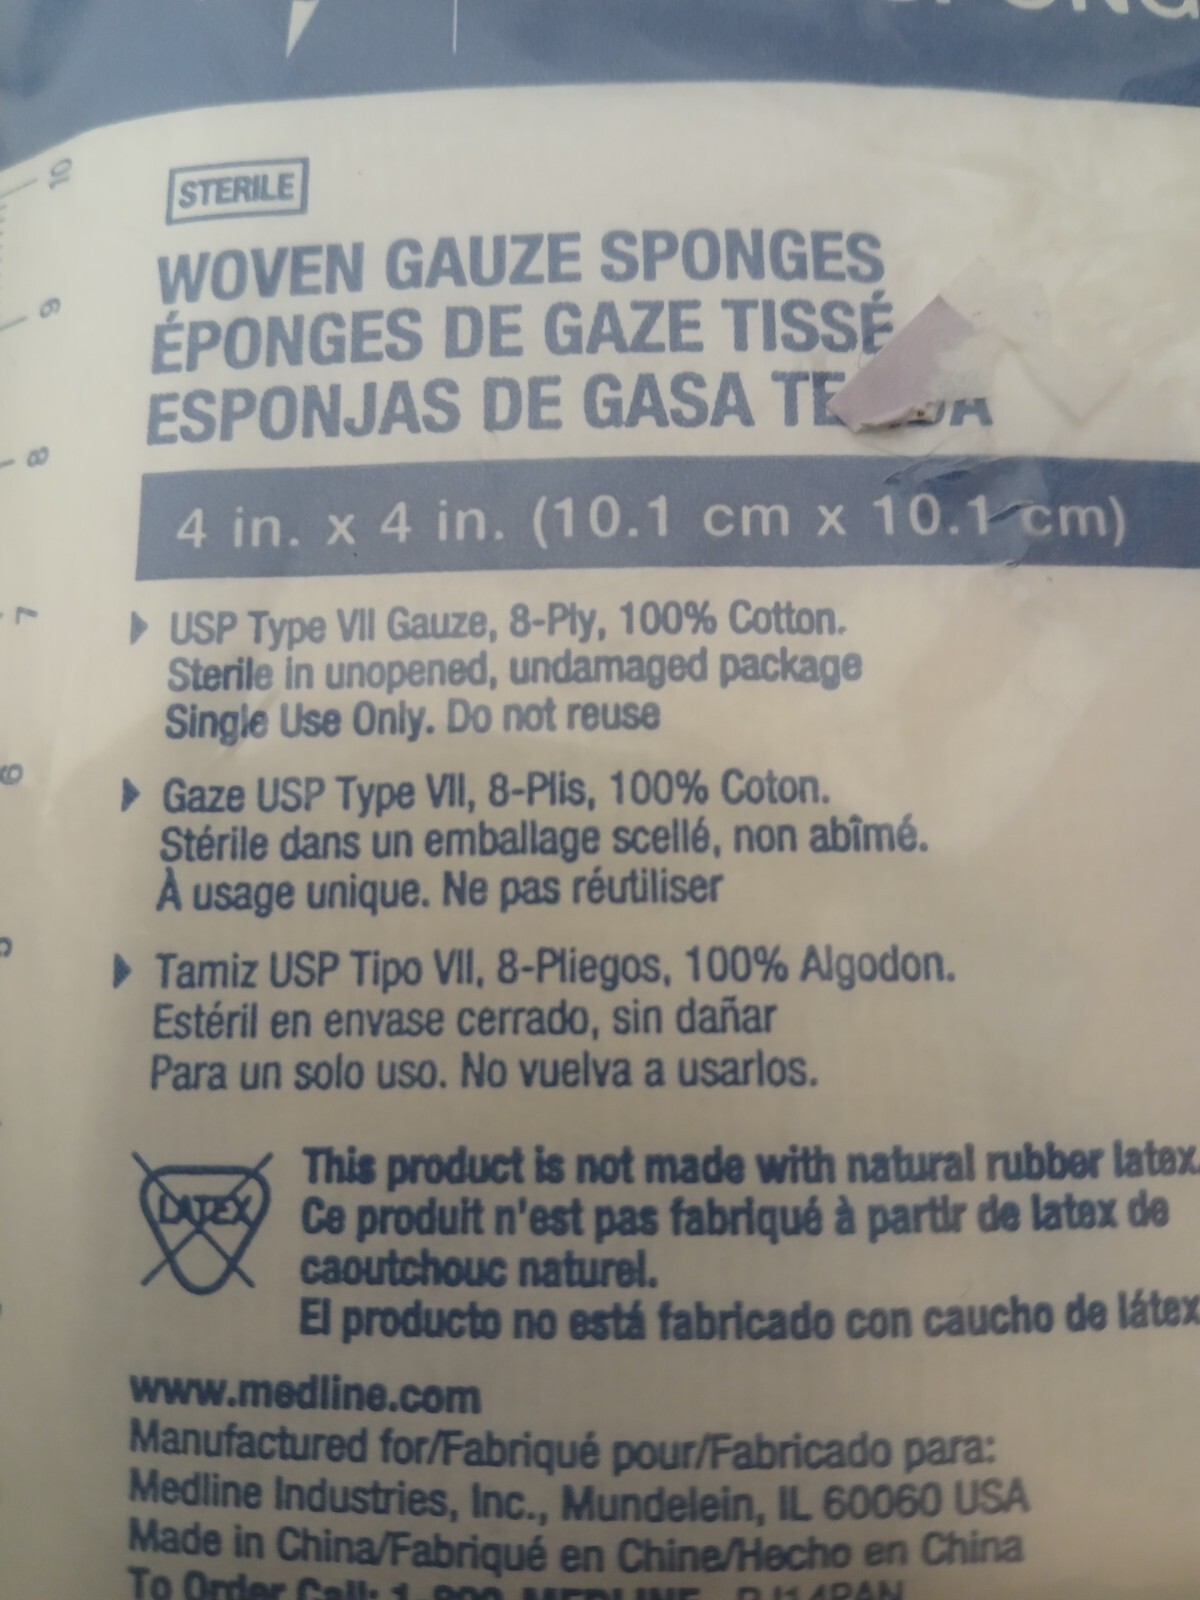 STERILE
WOVEN GAUZE SPONGES
ÉPONGES DE GAZE TISSÉ
ESPONJAS DE GASA
4 in. x 4 in. (10.1 cm x 10.1 cm)
USP Type VII Gauze, 8-Ply, 100% Cotton.
Sterile in unopened, undamaged package
Single Use Only. Do not reuse
Gaze USP Type VII, 8-Plis, 100% Coton.
Stérile dans un emballage scellé, non abîmé.
À usage unique. Ne pas réutiliser
Tamiz USP Tipo VII, 8-Pliegos, 100% Algodon.
Estéril en envase cerrado, sin dañar
Para un solo uso. No vuelva a usarlos.
LATEX
This product is not made with natural rubber latex.
Ce produit n'est pas fabriqué à partir de latex de
caoutchouc naturel.
El producto no está fabricado con caucho de látex
www.medline.com
Manufactured for/Fabriqué pour/Fabricado para:
Medline Industries, Inc., Mundelein, IL 60060 USA
Made in China/Fabriqué en Chine/Hecho en China
To Order Call: 1-800-MEDLINE
10
9
8
7
6
5